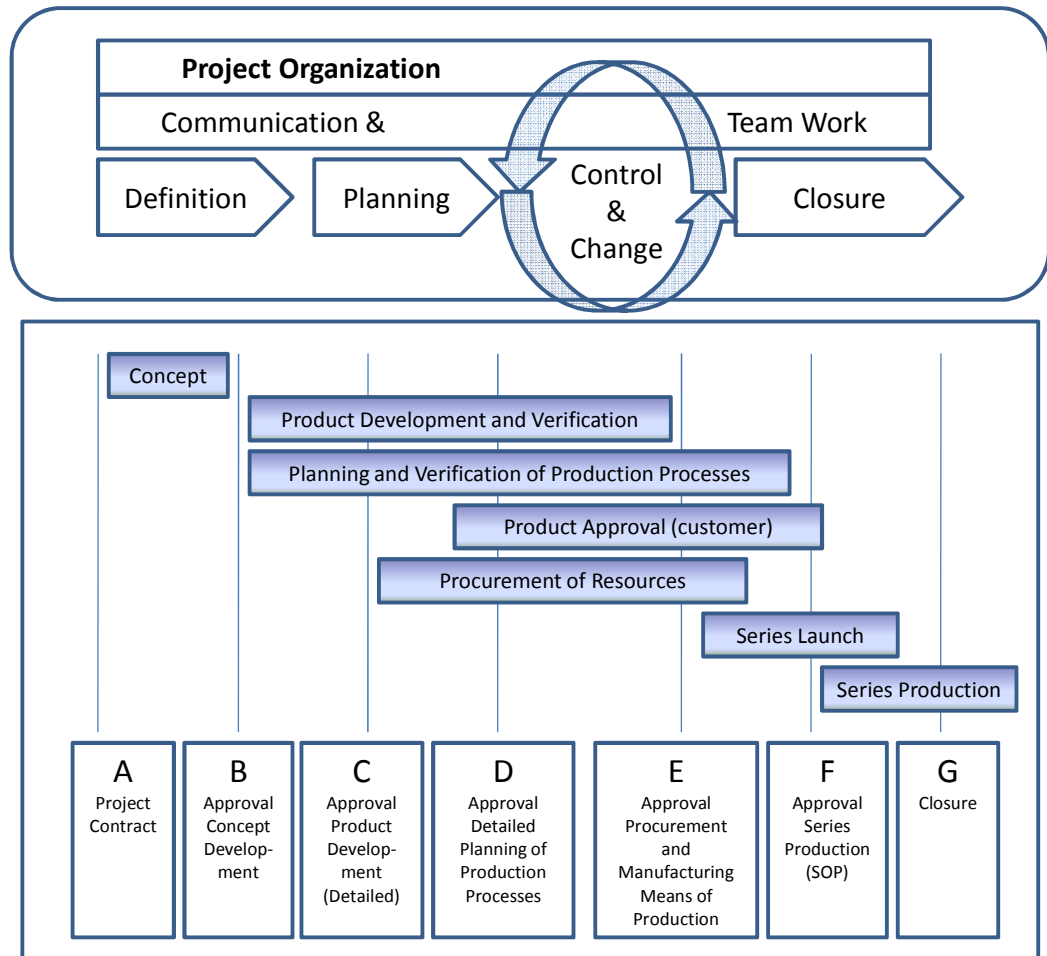 Project Organization
Communication &
Team Work
Definition
Planning
Control
&
Change
Closure
Concept
Product Development and Verification
Planning and Verification of Production Processes
Product Approval (customer)
Procurement of Resources
Series Launch
Series Production
A
Project
Contract
B
Approval
Concept
Develop-
ment
C
Approval
Product
Develop-
ment
(Detailed)
D
Approval
Detailed
Planning of
Production
Processes
E
Approval
Procurement
and
Manufacturing
Means of
Production
F
Approval
Series
Production
(SOP)
G
Closure